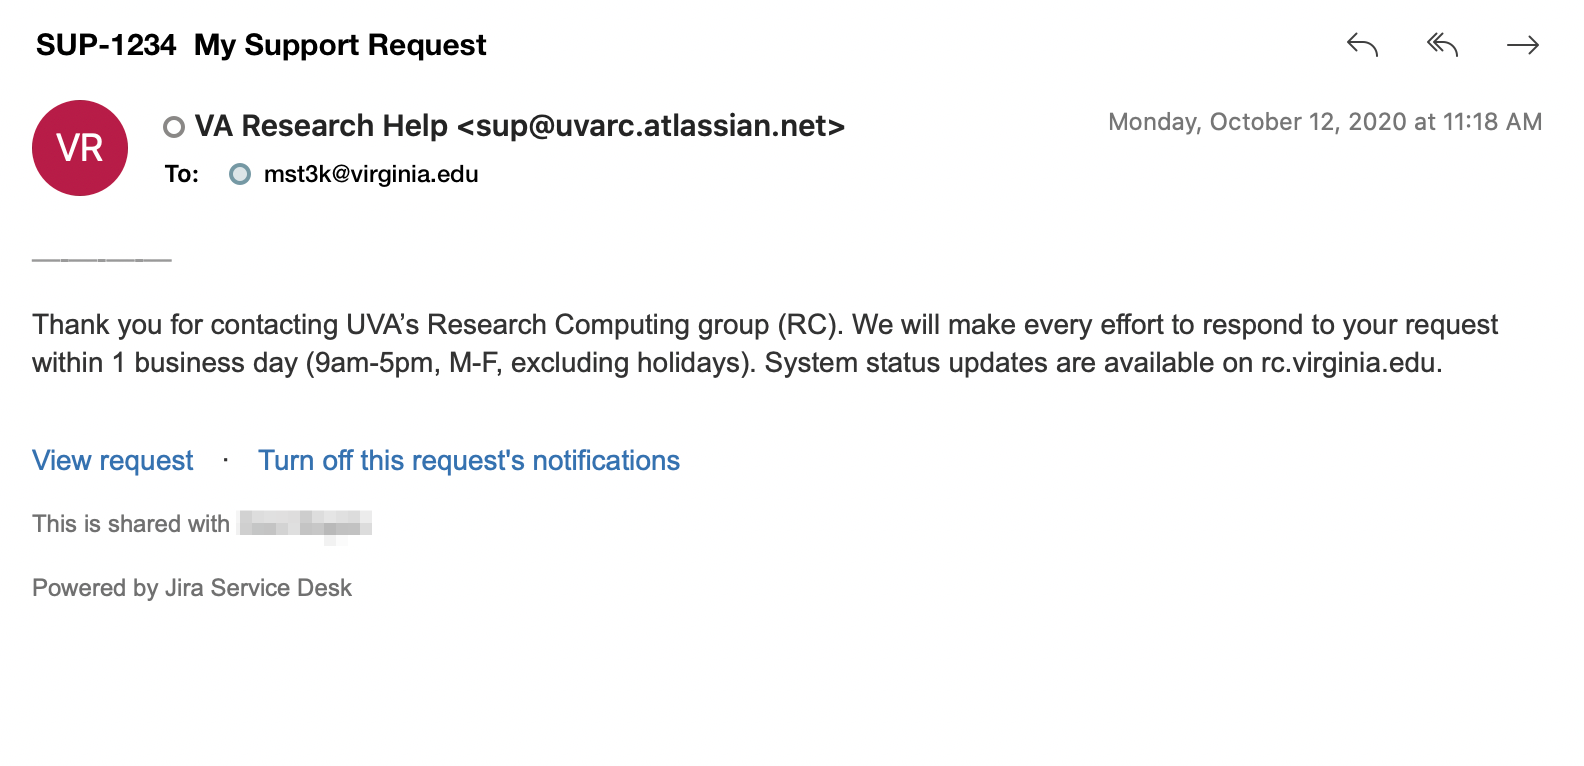 SUP-1234  My Support Request
VR
VA Research Help <sup@uvarc.atlassian.net>
Monday, October 12, 2020 at 11:18 AM
To: mst3k@virginia.edu
Thank you for contacting UVA’s Research Computing group (RC). We will make every effort to respond to your request
within 1 business day (9am-5pm, M-F, excluding holidays). System status updates are available on rc.virginia.edu.
View request · Turn off this request's notifications
This is shared with
Powered by Jira Service Desk